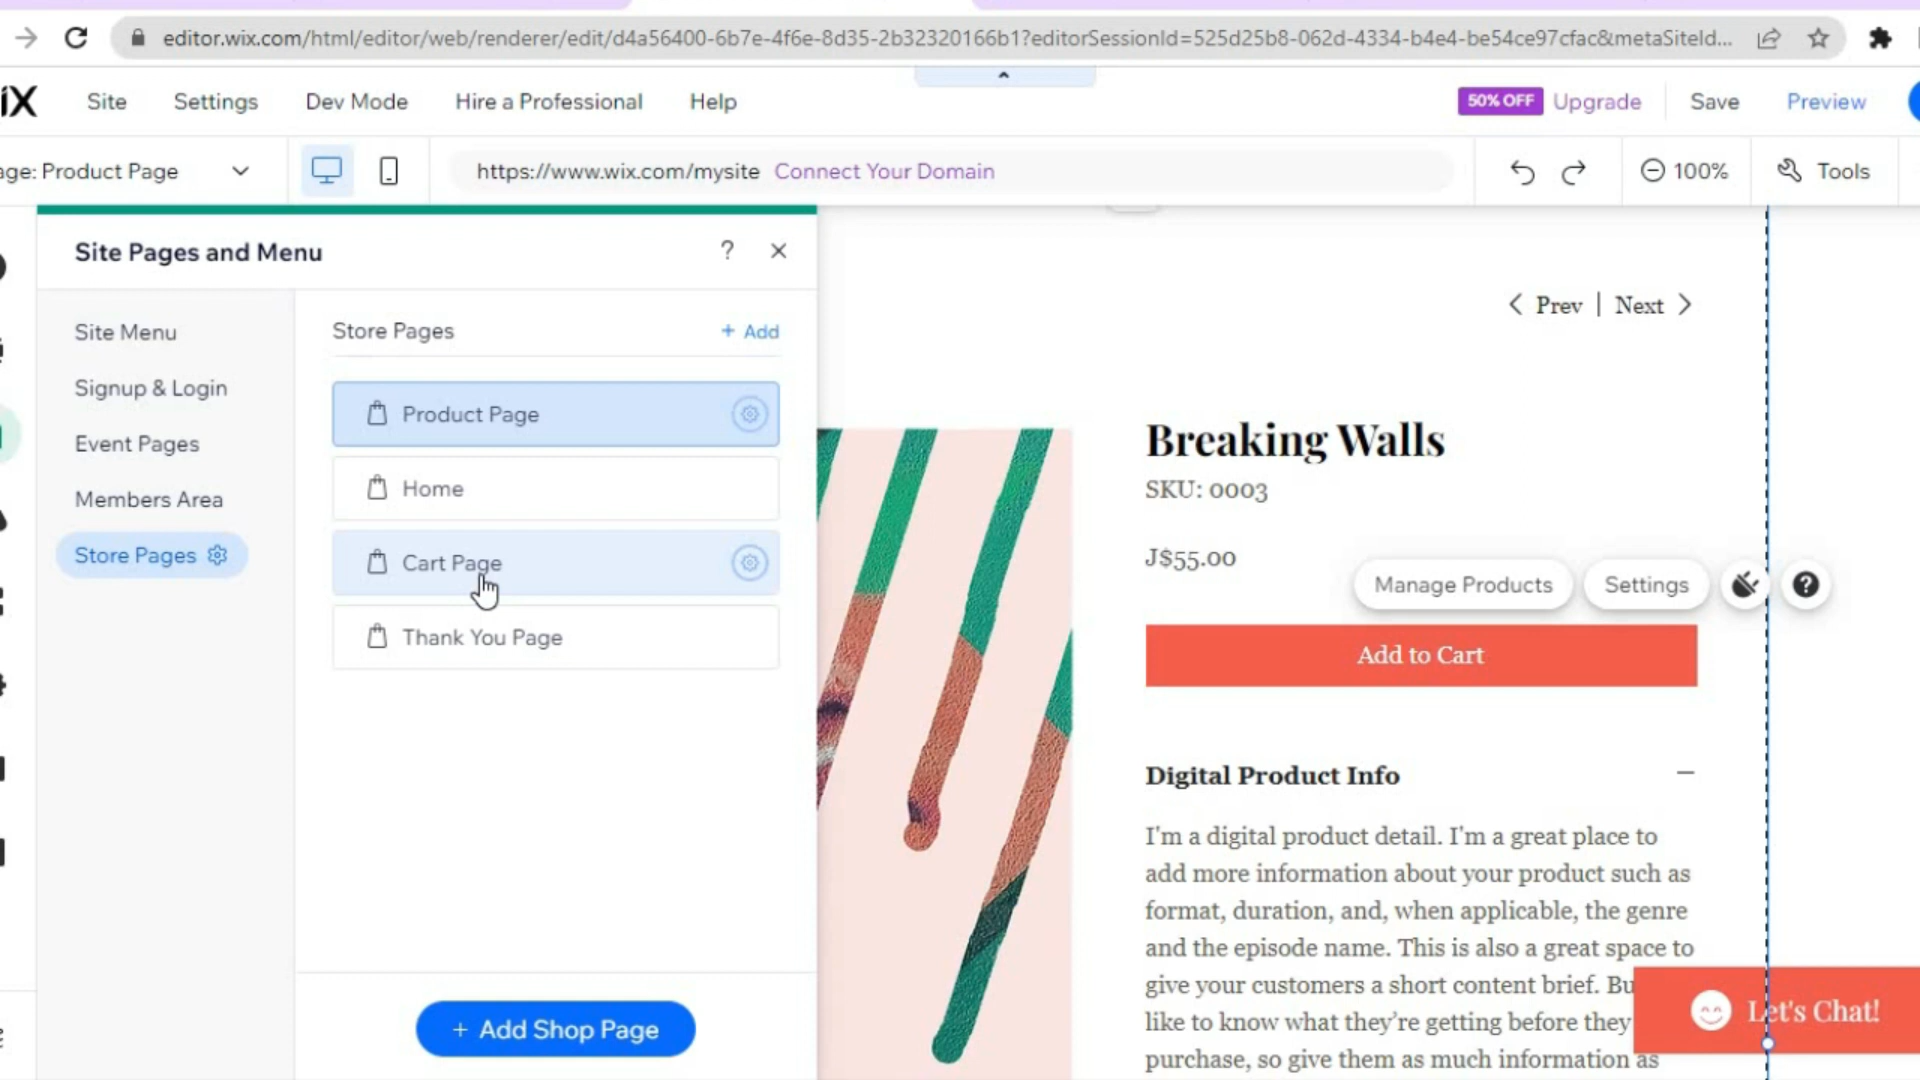 editor.wix.com/html/editor/web/renderer/edit/d4a56400-6b7e-4f6e-8d35-2b32320166b1?editorSessionId=525d25b8-062d-4334-b4e4-be54ce97cfac&metaSiteId...
iX Site Settings Dev Mode Hire a Professional Help 50% OFF Upgrade Save Preview
age: Product Page https://www.wix.com/mysite Connect Your Domain 100% Tools
Site Pages and Menu ?
Site Menu
Signup & Login
Event Pages
Members Area
Store Pages
Store Pages + Add
Product Page
Home
Cart Page
Thank You Page
+ Add Shop Page
< Prev | Next >
Breaking Walls
SKU: 0003
J$55.00
Manage Products Settings ?
Add to Cart
Digital Product Info
I'm a digital product detail. I'm a great place to
add more information about your product such as
format, duration, and, when applicable, the genre
and the episode name. This is also a great space to
give your customers a short content brief. Bu
like to know what they're getting before they
purchase, so give them as much information as
Let's Chat!